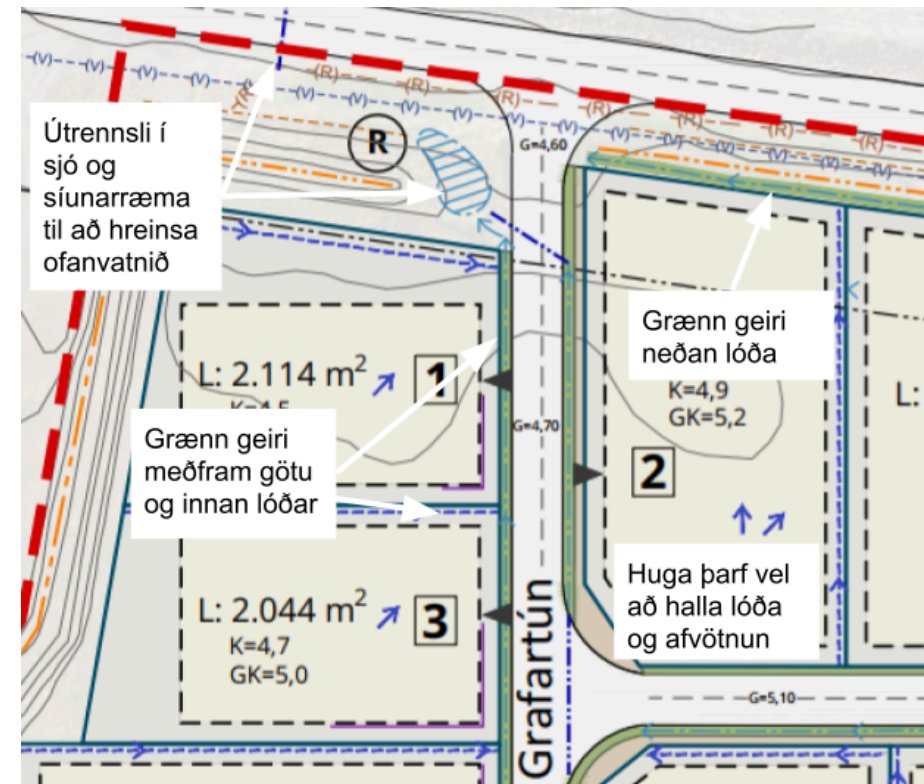 (V)
(V)
(V)
(V)
(V)
(V)
(V)
(V)
(V)
(V)
(V)
(V)
(R)
(R)
(R)
(R)
(R)
(R)
(R)
Útrennsli í
sjó og
síunarræma
til að hreinsa
ofanvatnið
R
G=4,60
Grænn geiri
neðan lóða
K=4,9
GK=5,2
L:
L: 2.114 m²
1
K=4,5
G=4,70
Grænn geiri
meðfram götu
og innan lóðar
2
L: 2.044 m²
3
K=4,7
GK=5,0
Huga þarf vel
að halla lóða
og afvötnun
Grafartún
G=5,10